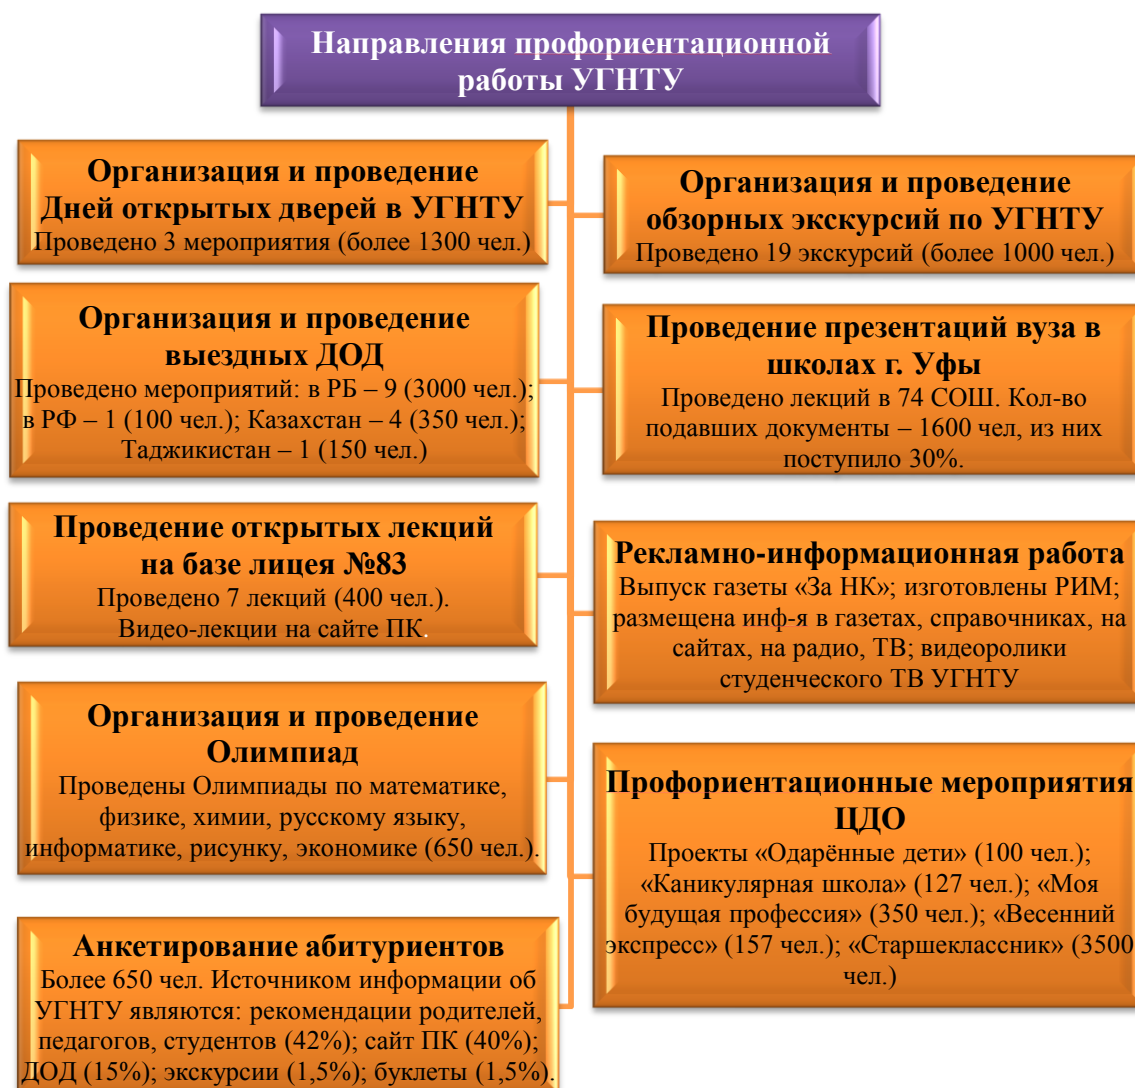 Направления профориентационной
работы УГНТУ
Организация и проведение
Дней открытых дверей в УГНТУ
Проведено 3 мероприятия (более 1300 чел.)
Организация и проведение
обзорных экскурсий по УГНТУ
Проведено 19 экскурсий (более 1000 чел.)
Организация и проведение
выездных ДОД
Проведено мероприятий: в РБ – 9 (3000 чел.);
в РФ – 1 (100 чел.); Казахстан – 4 (350 чел.);
Таджикистан – 1 (150 чел.)
Проведение презентаций вуза в
школах г. Уфы
Проведено лекций в 74 СОШ. Кол-во
подавших документы – 1600 чел, из них
поступило 30%.
Проведение открытых лекций
на базе лицея №83
Проведено 7 лекций (400 чел.).
Видео-лекции на сайте ПК.
Рекламно-информационная работа
Выпуск газеты «За НК»; изготовлены РИМ;
размещена инф-я в газетах, справочниках, на
сайтах, на радио, ТВ; видеоролики
студенческого ТВ УГНТУ
Организация и проведение
Олимпиад
Проведены Олимпиады по математике,
физике, химии, русскому языку,
информатике, рисунку, экономике (650 чел.).
Профориентационные мероприятия
ЦДО
Проекты «Одарённые дети» (100 чел.);
«Каникулярная школа» (127 чел.); «Моя
будущая профессия» (350 чел.); «Весенний
экспресс» (157 чел.); «Старшеклассник» (3500
чел.)
Анкетирование абитуриентов
Более 650 чел. Источником информации об
УГНТУ являются: рекомендации родителей,
педагогов, студентов (42%); сайт ПК (40%);
ДОД (15%); экскурсии (1,5%); буклеты (1,5%).